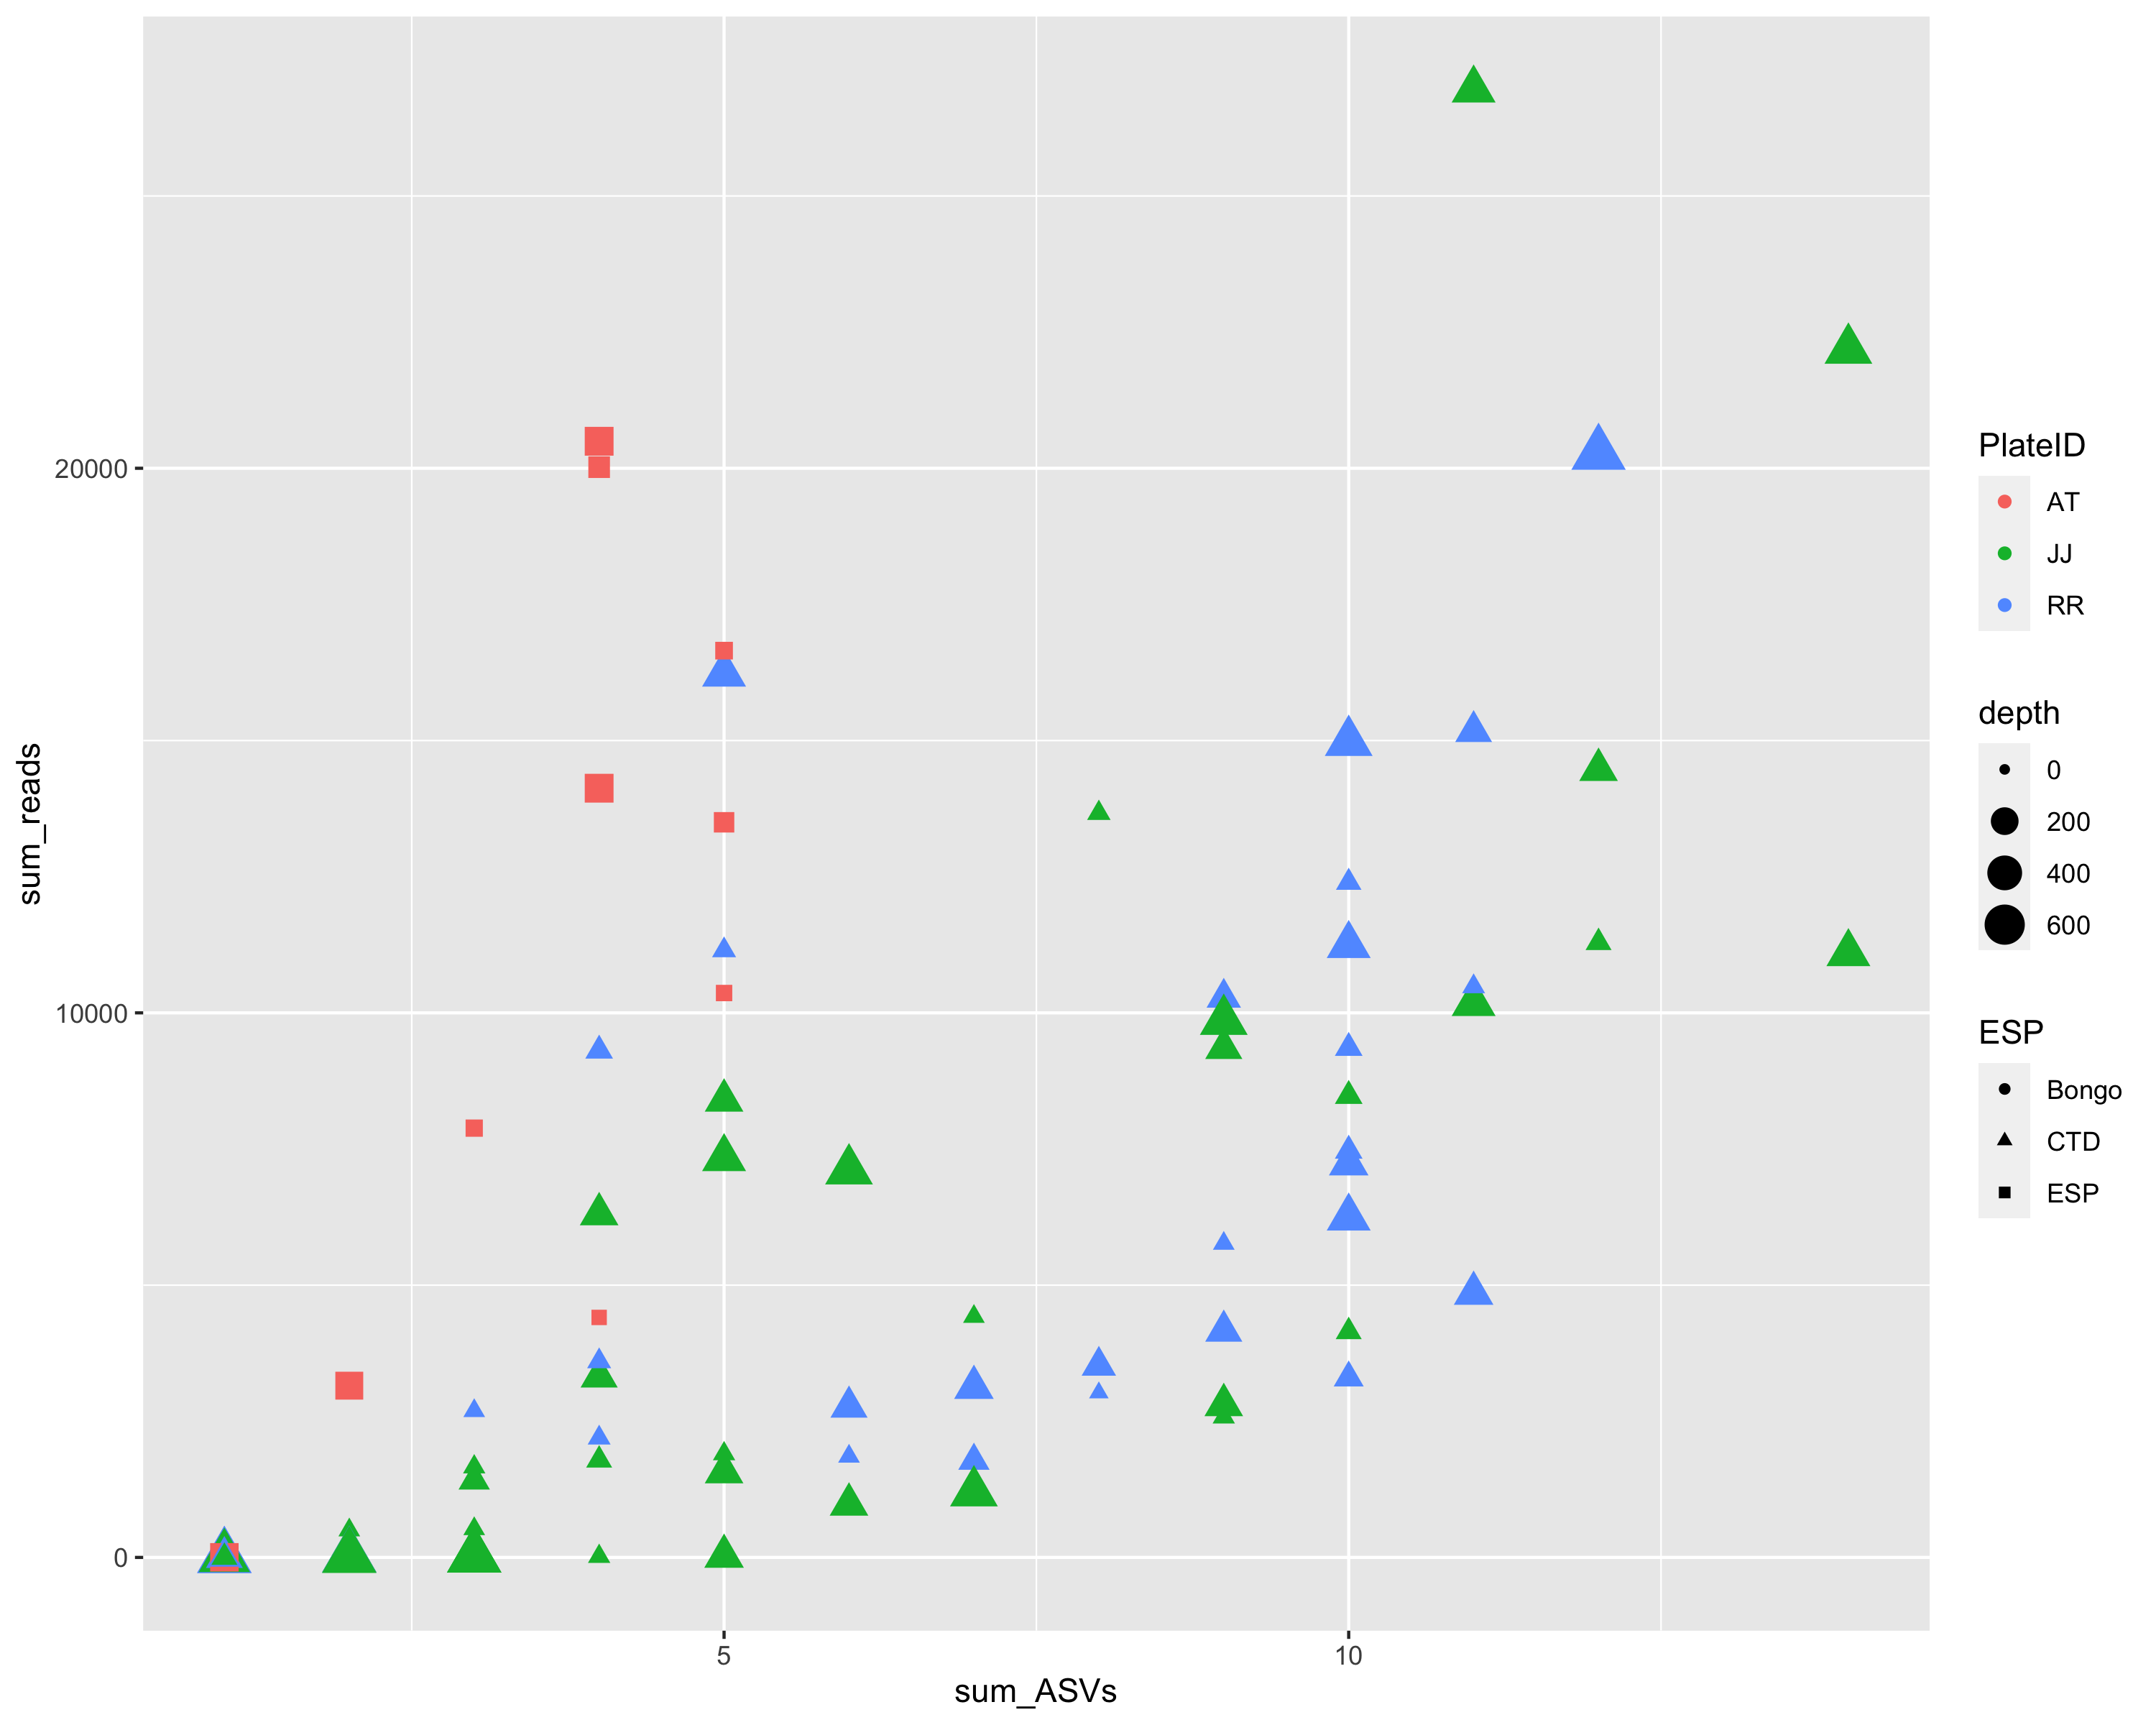 sum_reads
20000
10000
0
5
10
sum_ASVs
PlateID
AT
JJ
RR
depth
0
200
400
600
ESP
Bongo
CTD
ESP